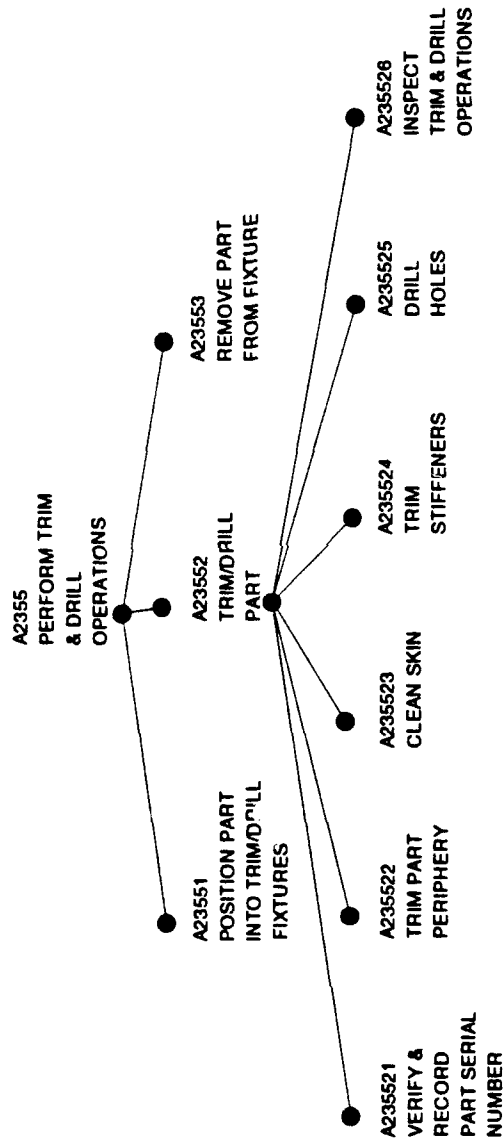 A2355
PERFORM TRIM
& DRILL
OPERATIONS
A23551
POSITION PART
INTO TRIM/DRILL
FIXTURES
A23552
TRIM/DRILL
PART
A23553
REMOVE PART
FROM FIXTURE
A235521
VERIFY &
RECORD
PART SERIAL
NUMBER
A235522
TRIM PART
PERIPHERY
A235523
CLEAN SKIN
A235524
TRIM
STIFFENERS
A235525
DRILL
HOLES
A235526
INSPECT
TRIM & DRILL
OPERATIONS